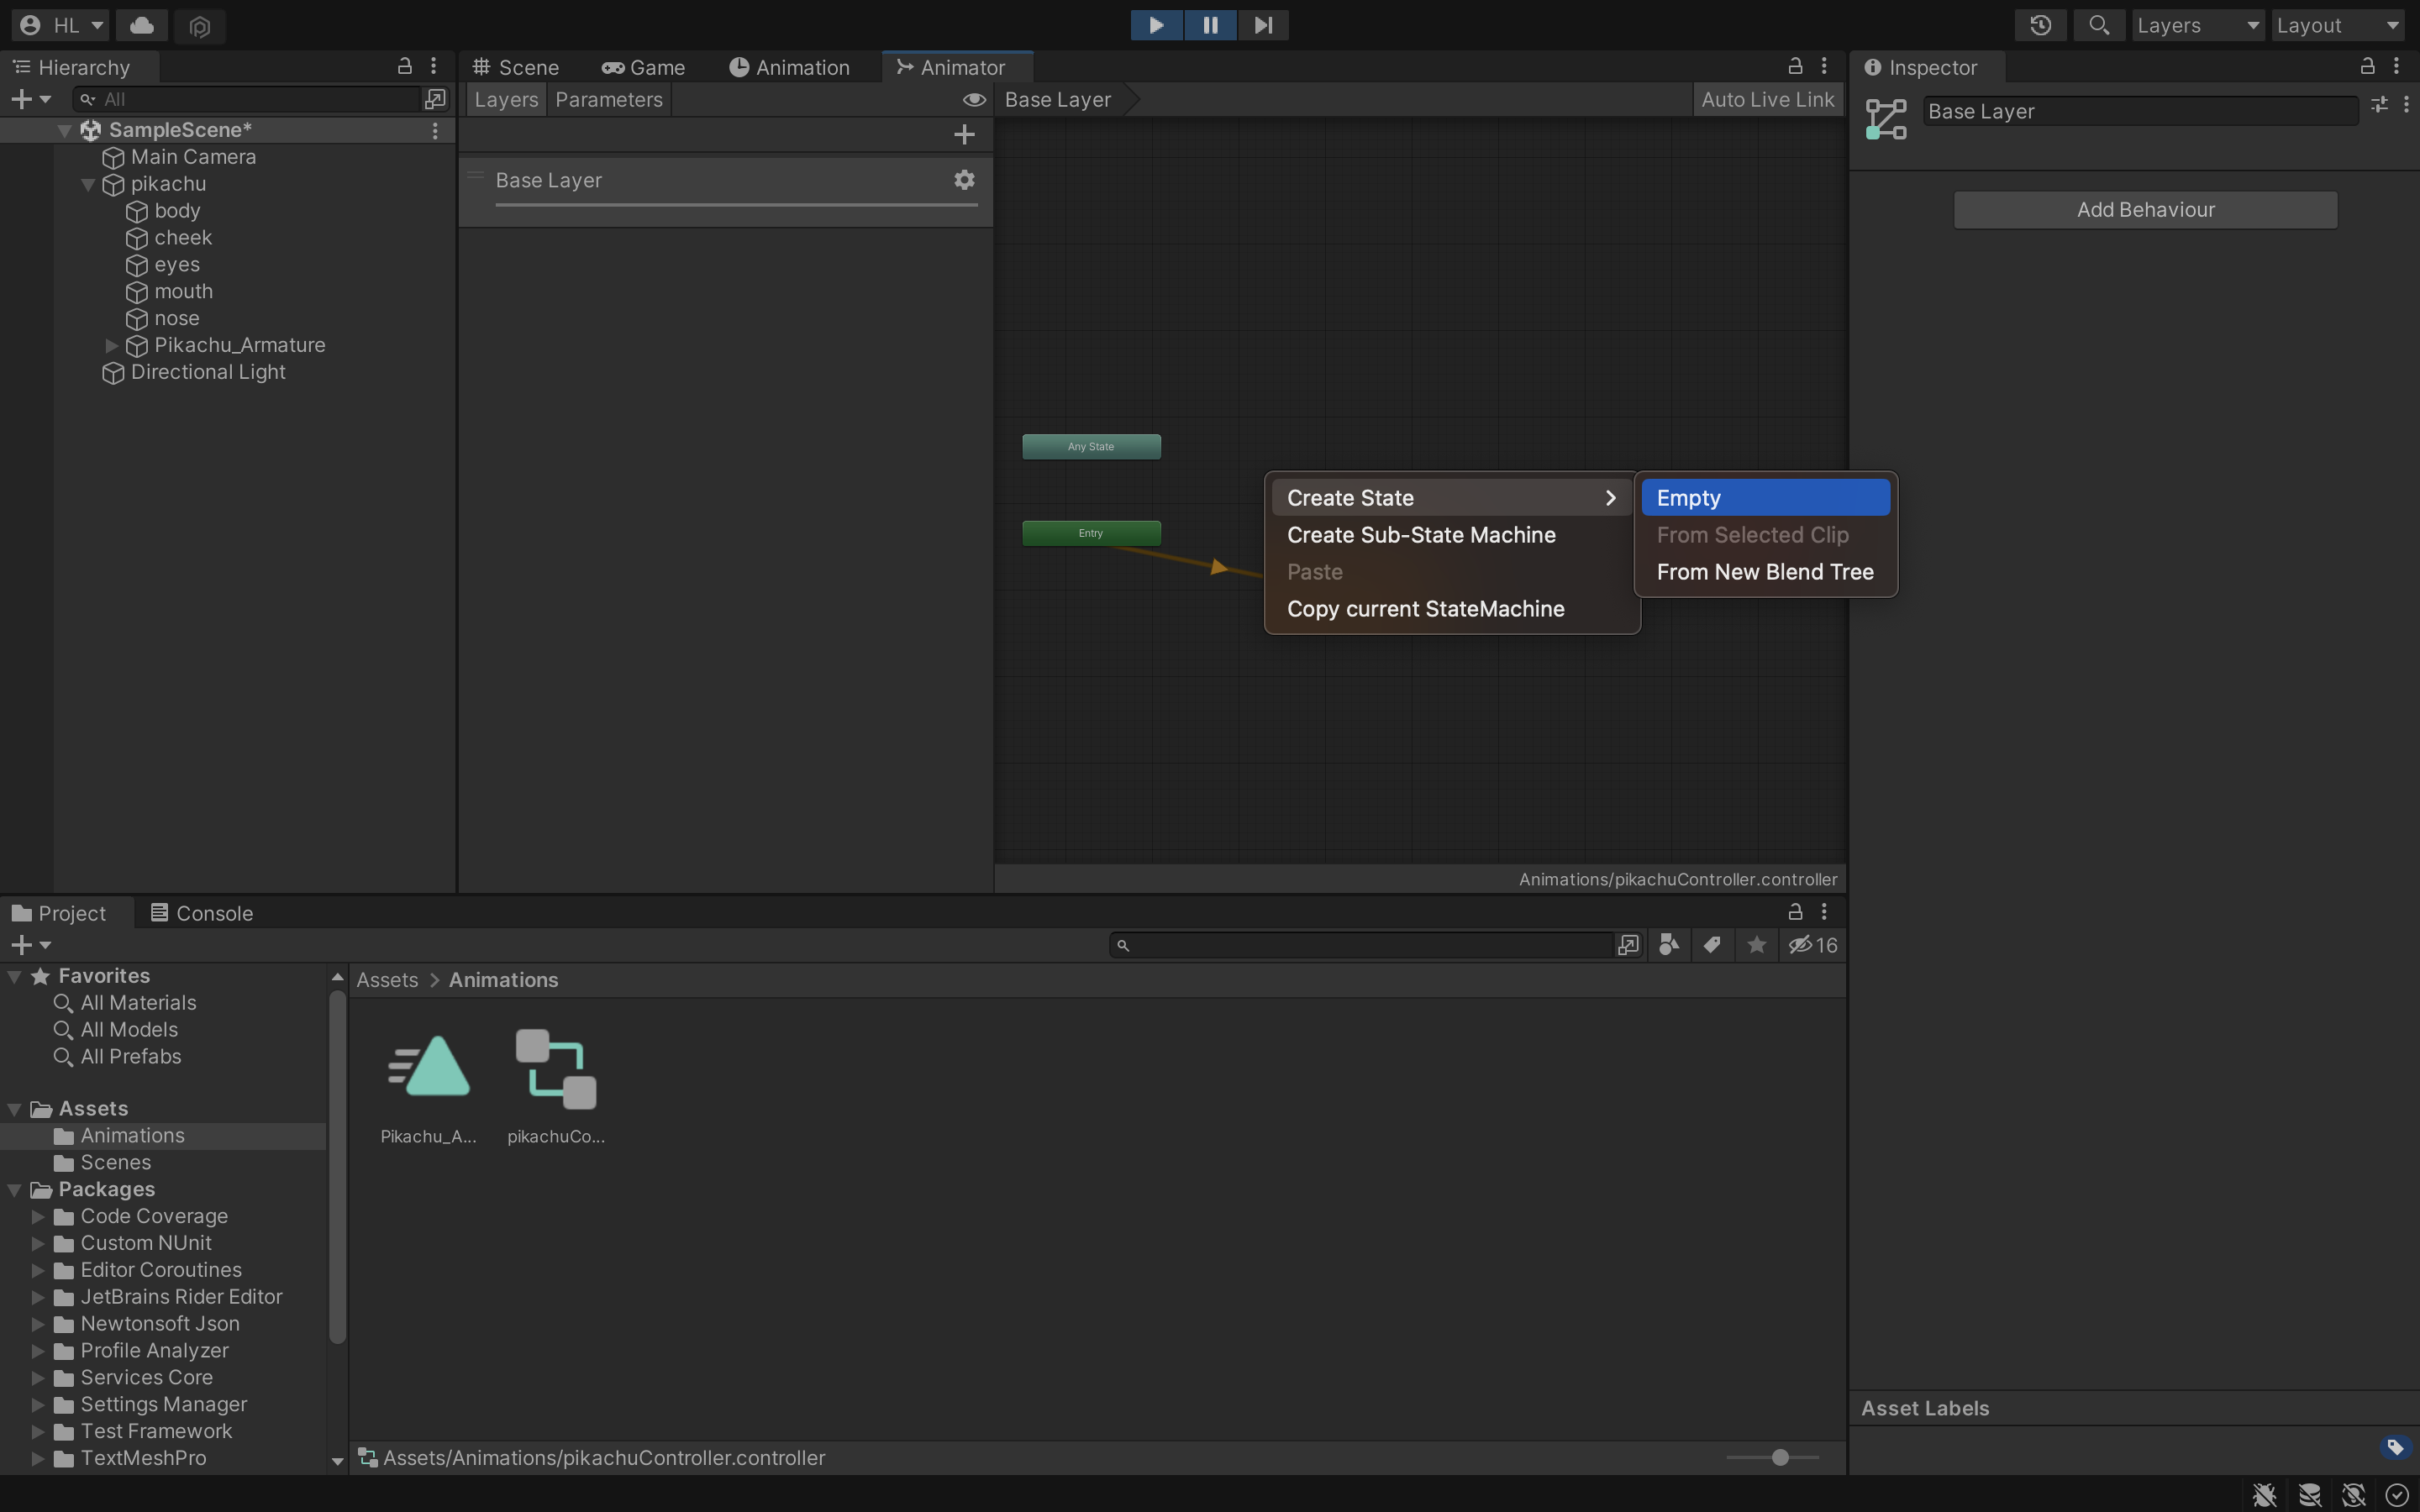 HL
Layers
Layout
Hierarchy
Scene
Game
Animation
Animator
Inspector
All
Layers
Parameters
Base Layer
Auto Live Link
Base Layer
SampleScene*
Main Camera
pikachu
body
cheek
eyes
mouth
nose
Pikachu_Armature
Directional Light
Base Layer
Add Behaviour
Any State
Entry
Create State
Create Sub-State Machine
Paste
Copy current StateMachine
Empty
From Selected Clip
From New Blend Tree
Animations/pikachuController.controller
Project
Console
16
Favorites
All Materials
All Models
All Prefabs
Assets
Animations
Scenes
Packages
Code Coverage
Custom NUnit
Editor Coroutines
JetBrains Rider Editor
Newtonsoft Json
Profile Analyzer
Services Core
Settings Manager
Test Framework
TextMeshPro
Assets > Animations
Pikachu_A...
pikachuCo...
Assets/Animations/pikachuController.controller
Asset Labels